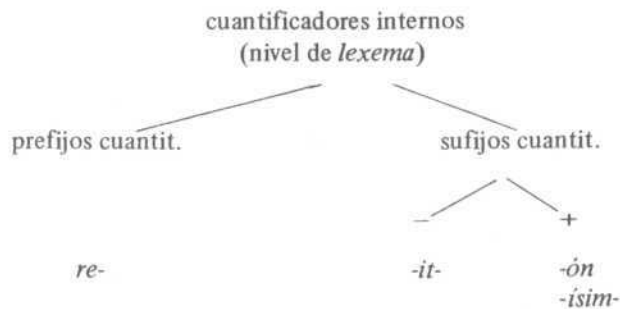 cuantificadores internos
(nivel de lexema)
prefijos cuantit. sufijos cuantit.
− +
re- -it- -ón
-ísim-